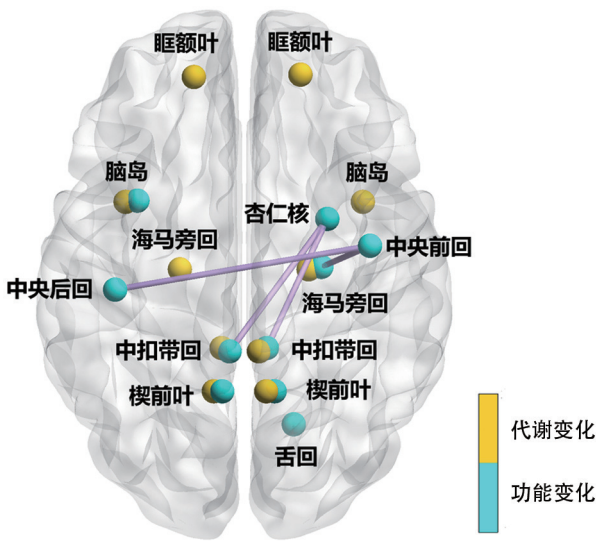 眶额叶
眶额叶
脑岛
脑岛
杏仁核
海马旁回
中央前回
中央后回
海马旁回
中扣带回
中扣带回
楔前叶
楔前叶
舌回
代谢变化
功能变化